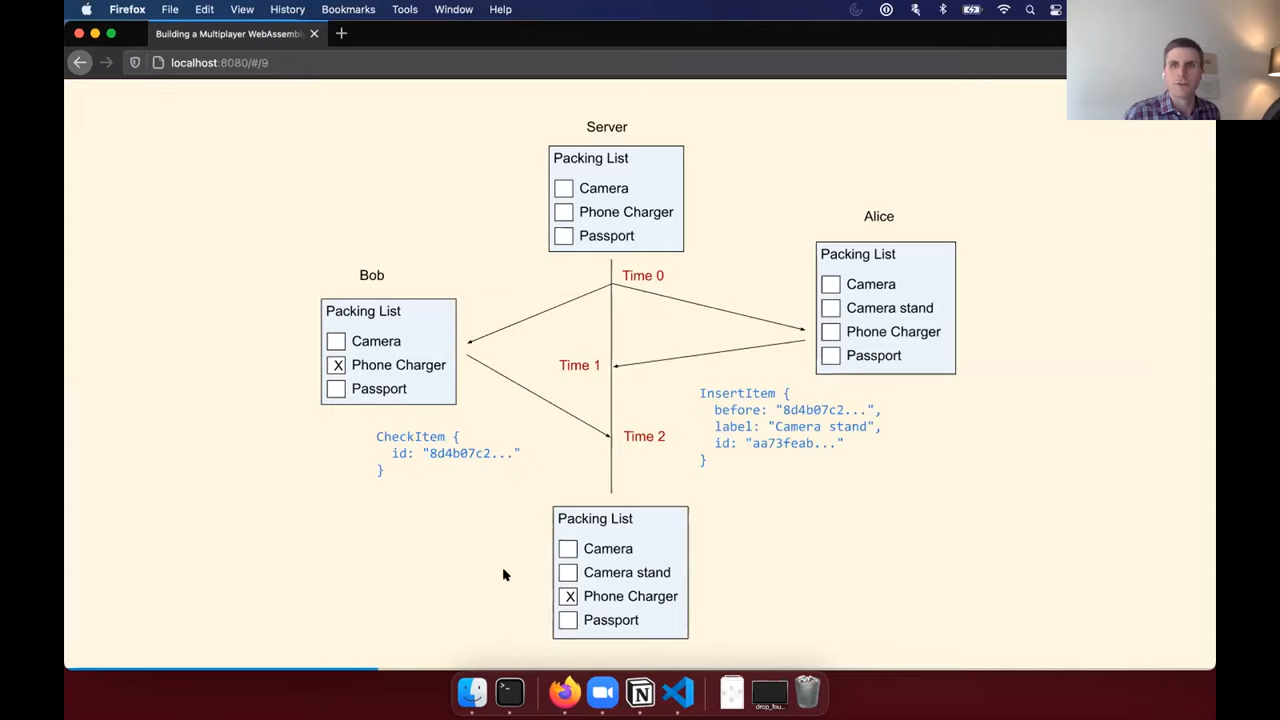 Firefox File Edit View History Bookmarks Tools Window Help
Building a Multiplayer WebAssembl
localhost:8080/#/9
Server
Packing List
Camera
Phone Charger
Passport
Alice
Packing List
Camera
Camera stand
Phone Charger
Passport
Bob
Packing List
Camera
X Phone Charger
Passport
Time 0
Time 1
Time 2
InsertItem {
before: "8d4b07c2...",
label: "Camera stand",
id: "aa73feab..."
}
CheckItem {
id: "8d4b07c2..."
}
Packing List
Camera
Camera stand
X Phone Charger
Passport
drop_fou...